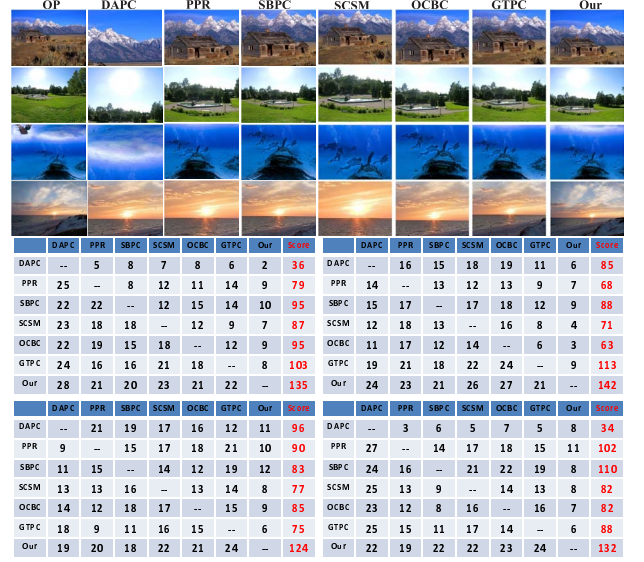 OP DAPC PPR SBPC SCSM OCBC GTPC Our
DAPC PPR SBPC SCSM OCBC GTPC Our Score
DAPC -- 5 8 7 8 6 2 36
PPR 25 -- 8 12 11 14 9 79
SBPC 22 22 -- 12 15 14 10 95
SCSM 23 18 18 -- 12 9 7 87
OCBC 22 19 15 18 -- 12 9 95
GTPC 24 16 16 21 18 -- 8 103
Our 28 21 20 23 21 22 -- 135
DAPC PPR SBPC SCSM OCBC GTPC Our Score
DAPC -- 16 15 18 19 11 6 85
PPR 14 -- 13 12 13 9 7 68
SBPC 15 17 -- 17 18 12 9 88
SCSM 12 18 13 -- 16 8 4 71
OCBC 11 17 12 14 -- 6 3 63
GTPC 19 21 18 22 24 -- 9 113
Our 24 23 21 26 27 21 -- 142
DAPC PPR SBPC SCSM OCBC GTPC Our Score
DAPC -- 21 19 17 16 12 11 96
PPR 9 -- 15 17 18 21 10 90
SBPC 11 15 -- 14 12 19 12 83
SCSM 13 13 16 -- 13 14 8 77
OCBC 14 12 18 17 -- 15 9 85
GTPC 18 9 11 16 15 -- 6 75
Our 19 20 18 22 21 24 -- 124
DAPC PPR SBPC SCSM OCBC GTPC Our Score
DAPC -- 3 6 5 7 5 8 34
PPR 27 -- 14 17 18 15 11 102
SBPC 24 16 -- 21 22 19 8 110
SCSM 25 13 9 -- 14 13 8 82
OCBC 23 12 8 16 -- 16 7 82
GTPC 25 15 11 17 14 -- 6 88
Our 22 19 22 22 23 24 -- 132